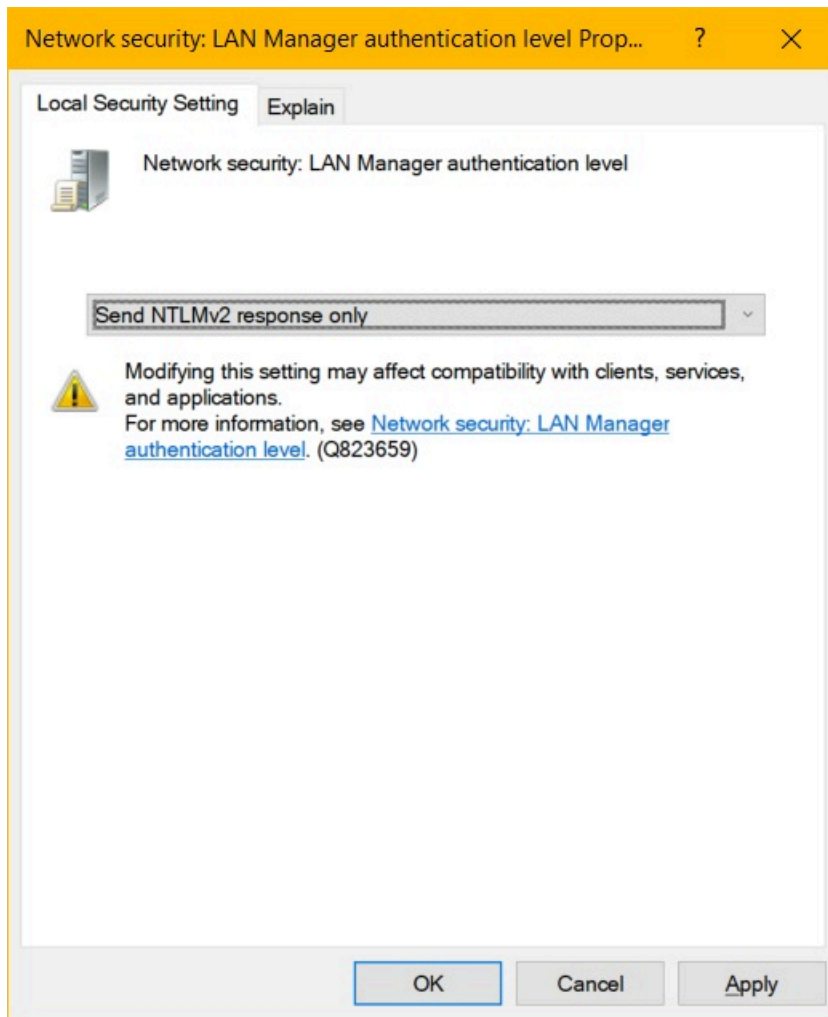 Network security: LAN Manager authentication level Prop...
?
Local Security Setting
Explain
Network security: LAN Manager authentication level
Send NTLMv2 response only
Modifying this setting may affect compatibility with clients, services,
and applications.
For more information, see Network security: LAN Manager
authentication level. (Q823659)
OK
Cancel
Apply